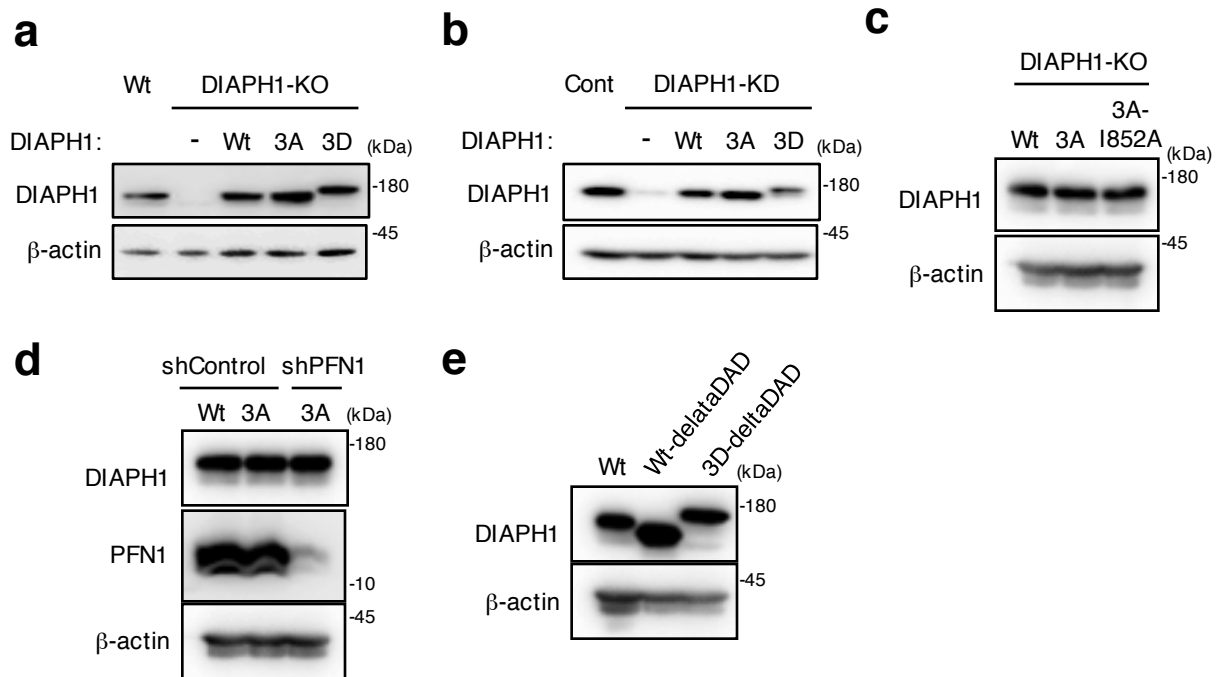 a
Wt DIAPH1-KO
DIAPH1: - Wt 3A 3D (kDa)
DIAPH1 -180
β-actin -45
b
Cont DIAPH1-KD
DIAPH1: - Wt 3A 3D (kDa)
DIAPH1 -180
β-actin -45
c
DIAPH1-KO
3A-
Wt 3A I852A (kDa)
DIAPH1 -180
β-actin -45
d
shControl shPFN1
Wt 3A 3A (kDa)
DIAPH1 -180
PFN1 -10
β-actin -45
e
Wt Wt-delataDAD 3D-deltaDAD
(kDa)
DIAPH1 -180
β-actin -45